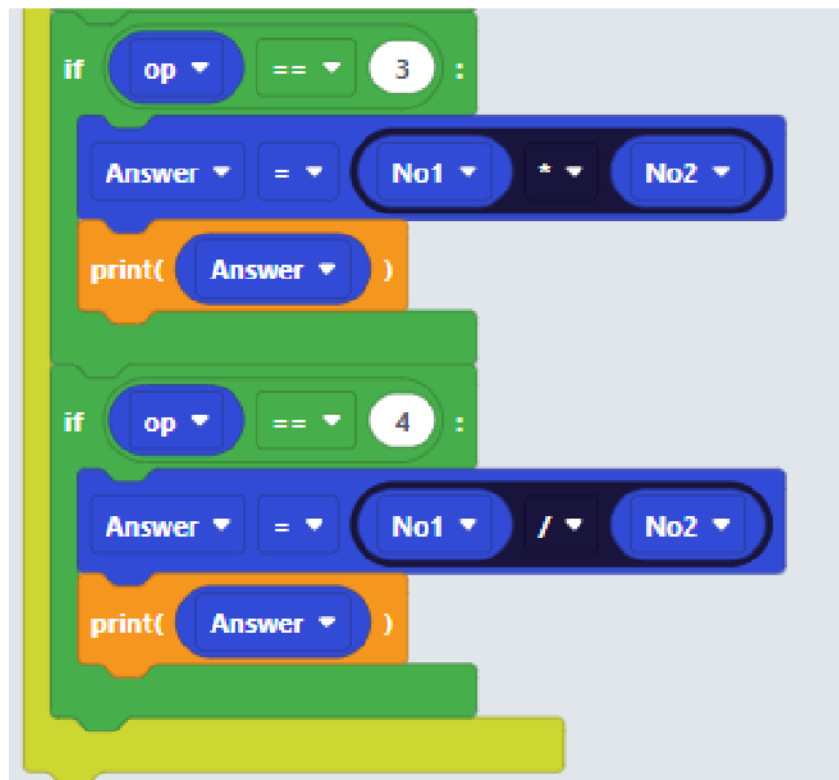 if op == 3 :
Answer = No1 * No2
print( Answer )
if op == 4 :
Answer = No1 / No2
print( Answer )